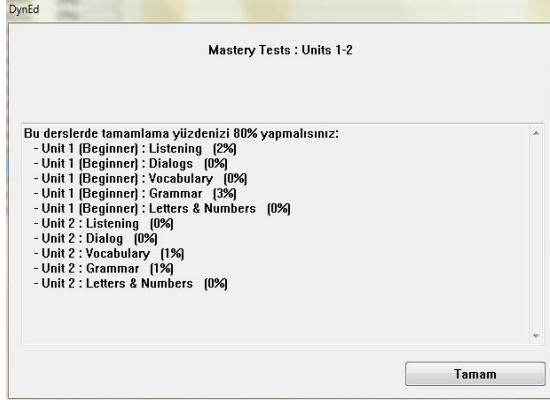 DynEd
Mastery Tests : Units 1-2
Bu derslerde tamamlama yüzdenizi 80% yapmalısınız:
- Unit 1 (Beginner) : Listening (2%)
- Unit 1 (Beginner) : Dialogs (0%)
- Unit 1 (Beginner) : Vocabulary (0%)
- Unit 1 (Beginner) : Grammar (3%)
- Unit 1 (Beginner) : Letters & Numbers (0%)
- Unit 2 : Listening (0%)
- Unit 2 : Dialog (0%)
- Unit 2 : Vocabulary (1%)
- Unit 2 : Grammar (1%)
- Unit 2 : Letters & Numbers (0%)
Tamam